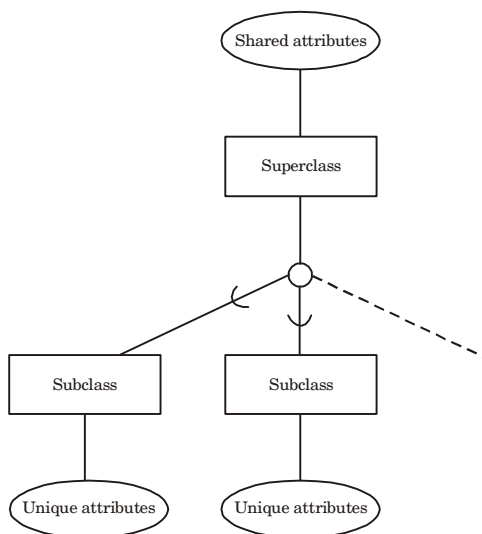 Shared attributes
Superclass
Subclass
Subclass
Unique attributes
Unique attributes